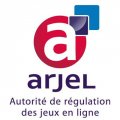 a
arJeL
Autorité de régulation
des jeux en ligne